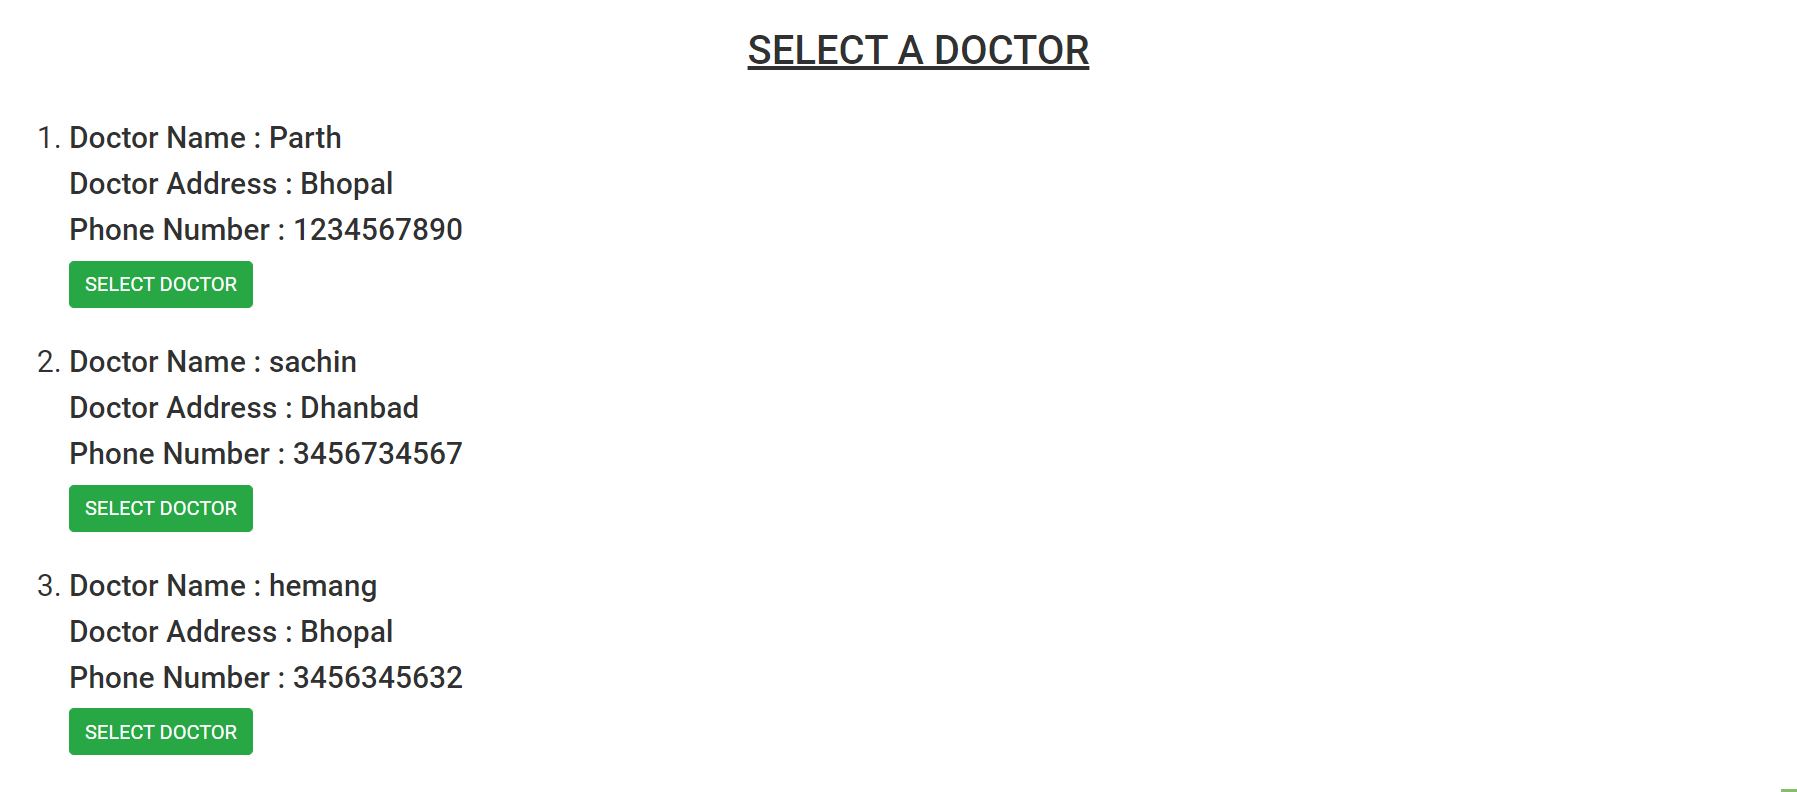 SELECT A DOCTOR
1. Doctor Name : Parth
Doctor Address : Bhopal
Phone Number : 1234567890
SELECT DOCTOR
2. Doctor Name : sachin
Doctor Address : Dhanbad
Phone Number : 3456734567
SELECT DOCTOR
3. Doctor Name : hemang
Doctor Address : Bhopal
Phone Number : 3456345632
SELECT DOCTOR